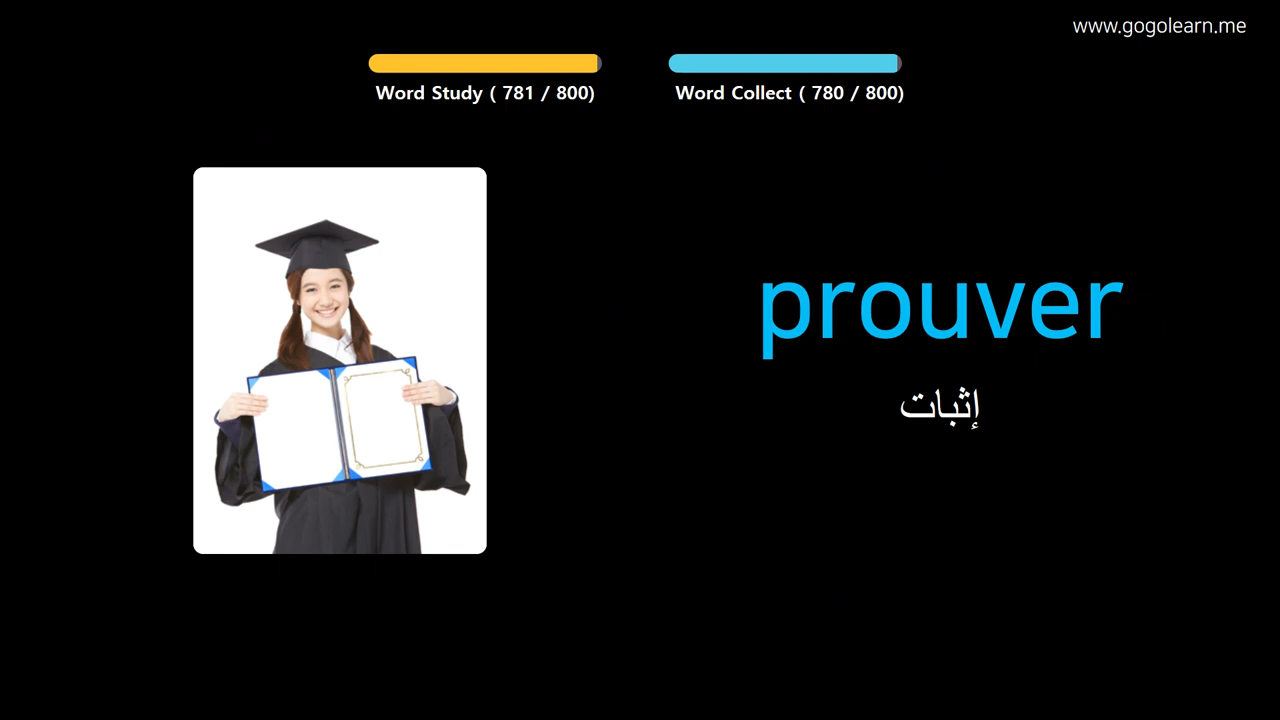 www.gogolearn.me
Word Study ( 781 / 800)
Word Collect ( 780 / 800)
prouver
إثبات